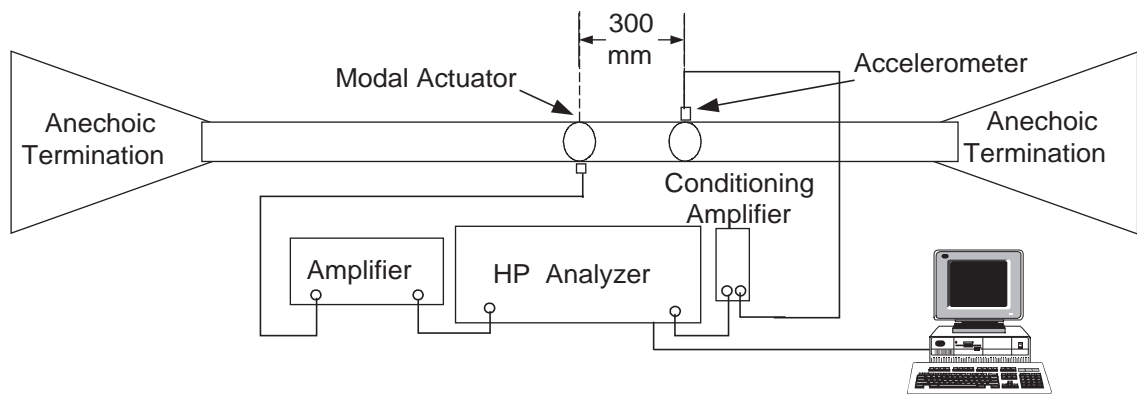 300
mm
Modal Actuator
Accelerometer
Anechoic
Termination
Anechoic
Termination
Conditioning
Amplifier
Amplifier
HP Analyzer